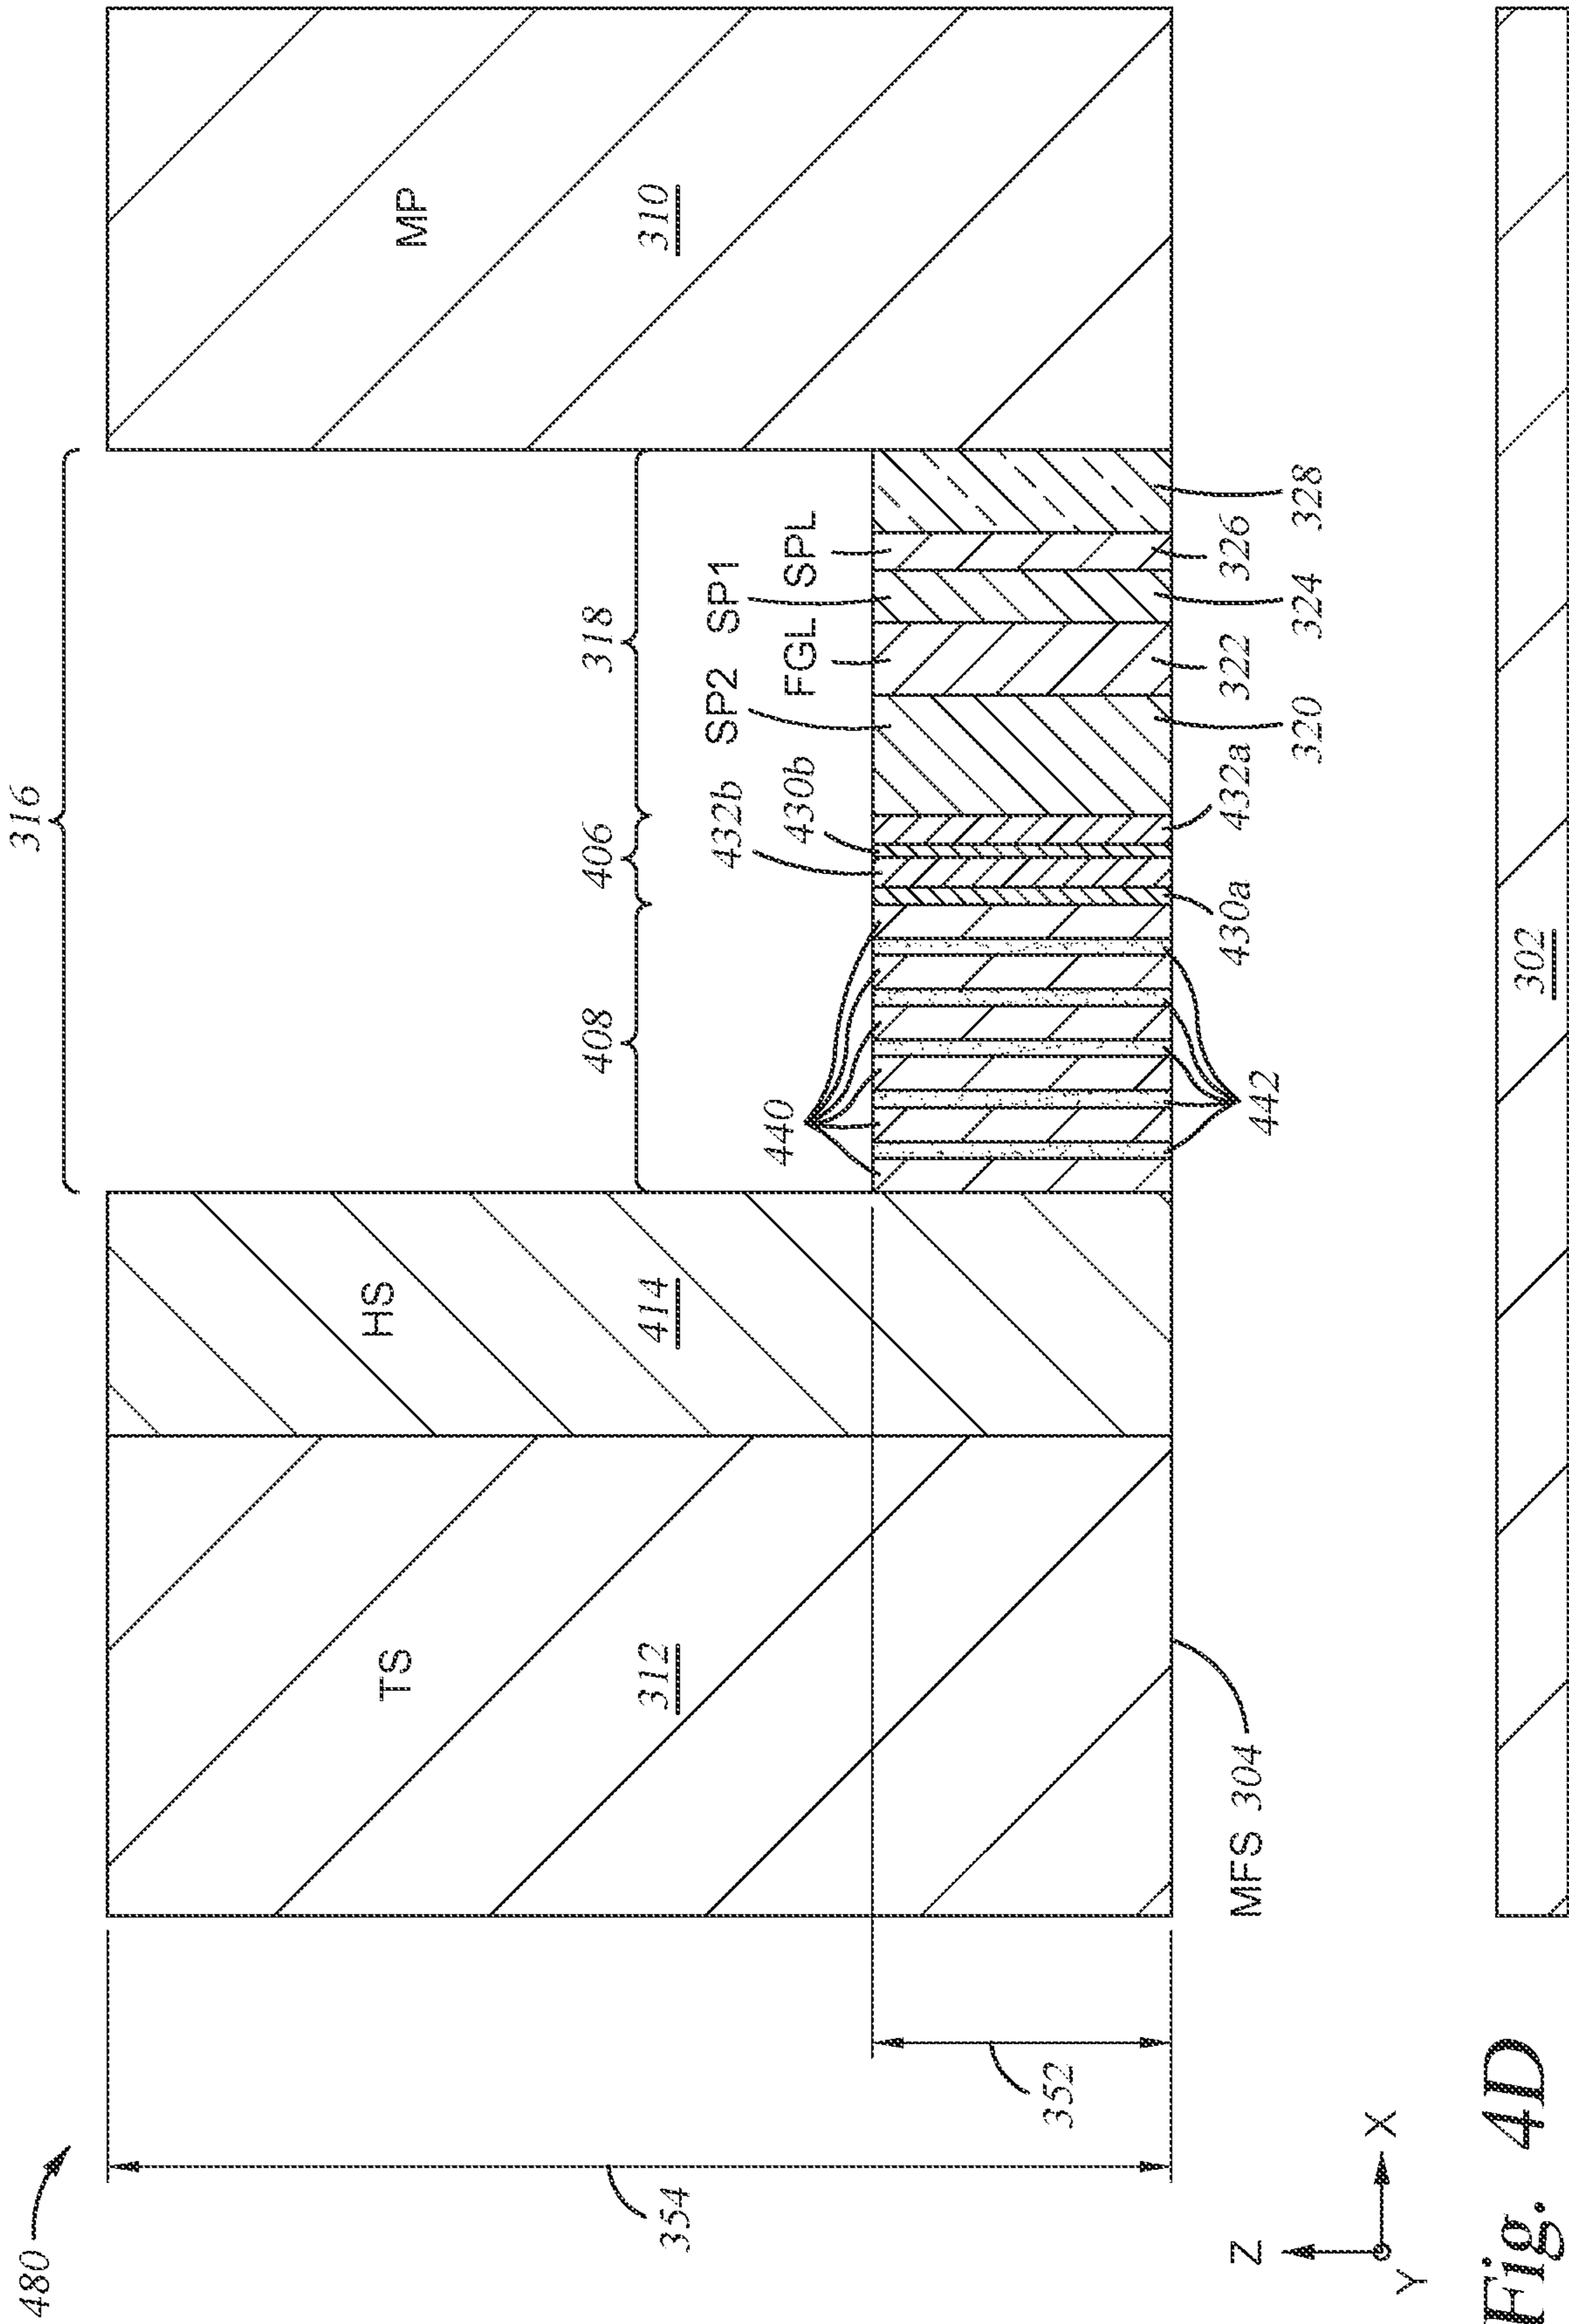 480
316
408
406
318
TS
HS
MP
312
414
310
SP2
SP1
432b
430b
FGL
SPL
440
354
352
MFS 304
442
430a
432a
320
322
324
326
328
Z
Y
X
302
Fig. 4D